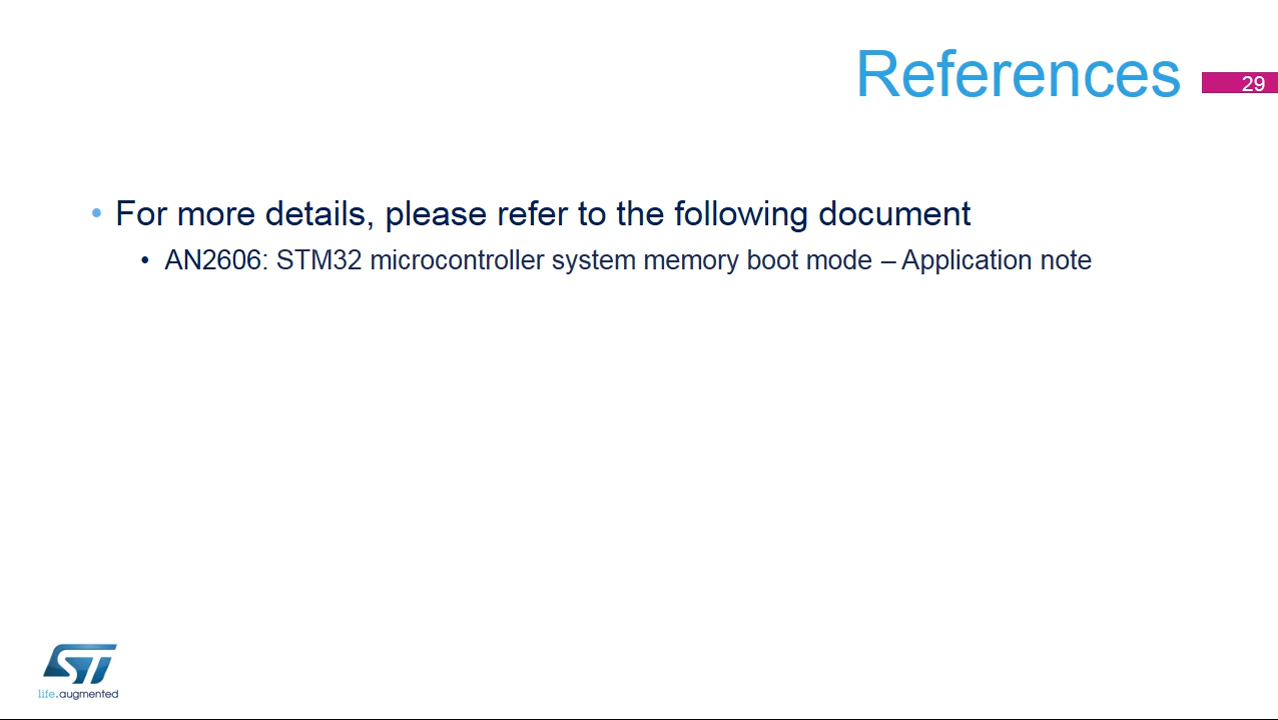 References
29
• For more details, please refer to the following document
• AN2606: STM32 microcontroller system memory boot mode – Application note
ST
life.augmented